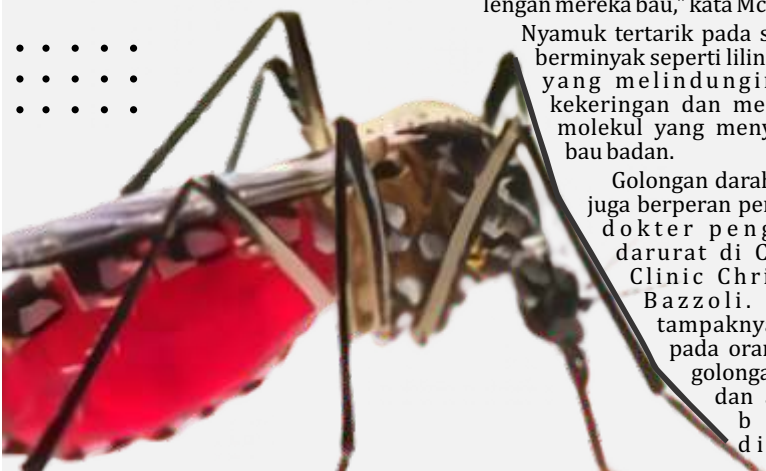 lengan mereka bau," kata Mc
Nyamuk tertarik pada s
berminyak seperti lilin
yang melindungi
kekeringan dan me
molekul yang meny
bau badan.
Golongan darah
juga berperan pe
dokter peng
darurat di C
Clinic Chri
Bazzoli.
tampaknya
pada oran
golonga
dan
b
di